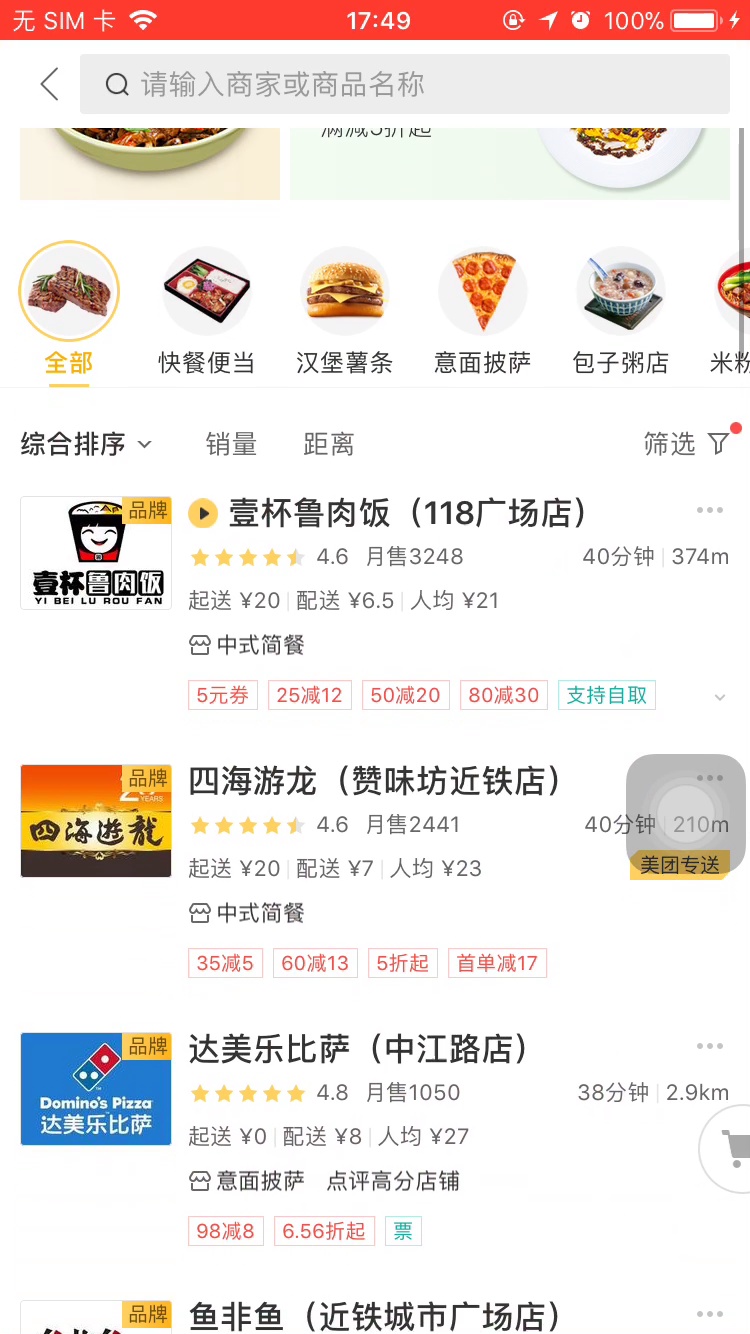 无 SIM 卡 17:49 100%
请输入商家或商品名称
满减5折起
全部 快餐便当 汉堡薯条 意面披萨 包子粥店 米粉
综合排序 销量 距离 筛选
品牌 壹杯鲁肉饭（118广场店）
壹杯鲁肉饭
YI BEI LU ROU FAN
4.6 月售3248 40分钟 374m
起送 ¥20 配送 ¥6.5 人均 ¥21
中式简餐
5元券 25减12 50减20 80减30 支持自取
品牌 四海游龙（赞味坊近铁店）
YEARS
四海遊龍
4.6 月售2441 40分钟 210m
起送 ¥20 配送 ¥7 人均 ¥23 美团专送
中式简餐
35减5 60减13 5折起 首单减17
品牌 达美乐比萨（中江路店）
Domino's Pizza
达美乐比萨
4.8 月售1050 38分钟 2.9km
起送 ¥0 配送 ¥8 人均 ¥27
意面披萨 点评高分店铺
98减8 6.56折起 票
品牌 鱼非鱼（近铁城市广场店）